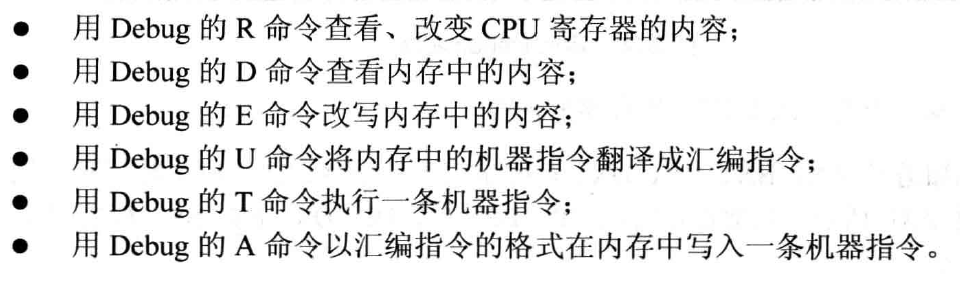 ● 用 Debug 的 R 命令查看、改变 CPU 寄存器的内容；
● 用 Debug 的 D 命令查看内存中的内容；
● 用 Debug 的 E 命令改写内存中的内容；
● 用 Debug 的 U 命令将内存中的机器指令翻译成汇编指令；
● 用 Debug 的 T 命令执行一条机器指令；
● 用 Debug 的 A 命令以汇编指令的格式在内存中写入一条机器指令。